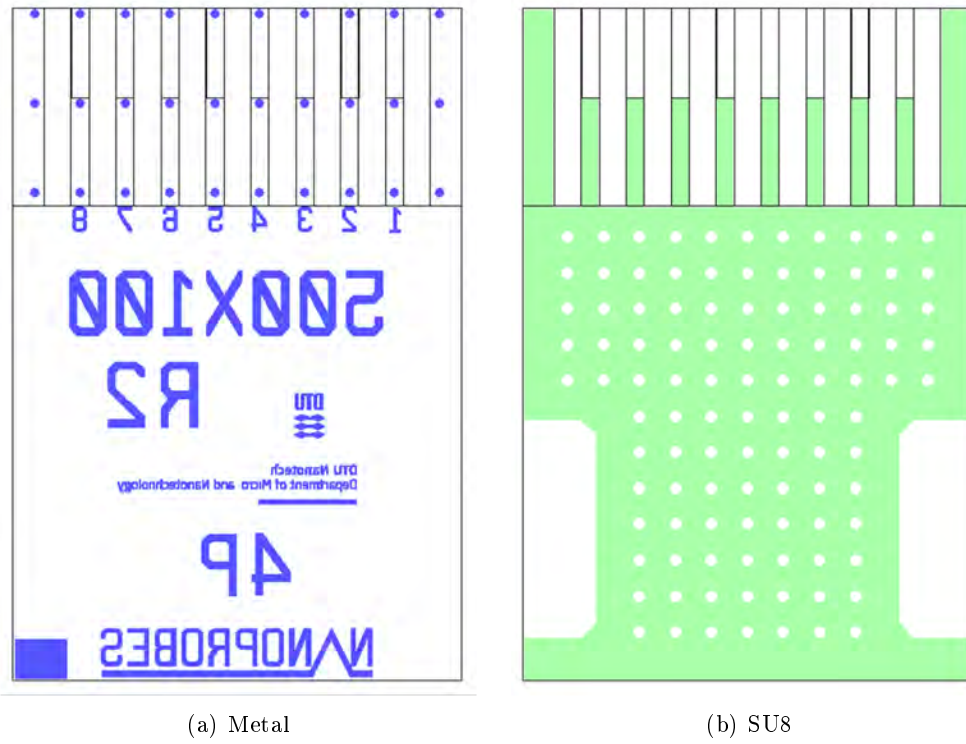 8 7 6 5 4 3 2 1
500X100
R2
DTU
DTU Nanotech
Department of Micro- and Nanotechnology
4P
NANOPROBES
(a) Metal
(b) SU8